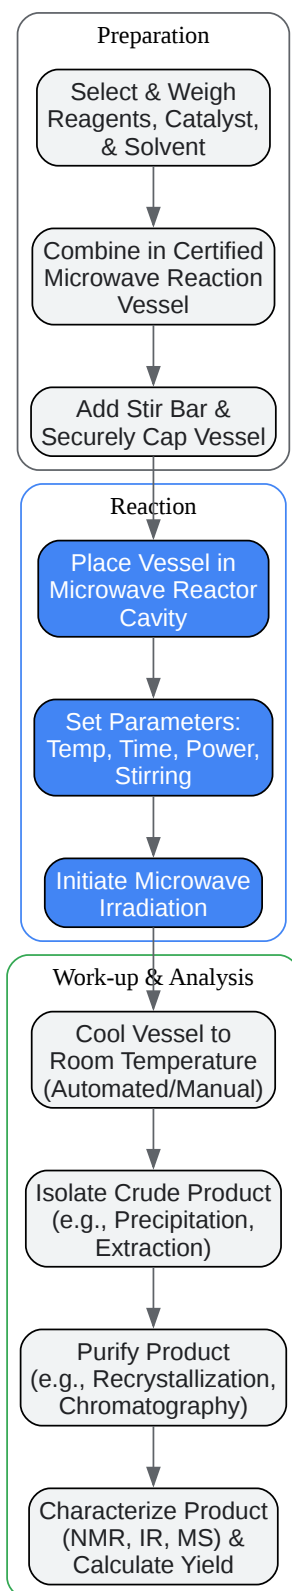 Preparation
Select & Weigh
Reagents, Catalyst,
& Solvent
Combine in Certified
Microwave Reaction
Vessel
Add Stir Bar &
Securely Cap Vessel
Reaction
Place Vessel in
Microwave Reactor
Cavity
Set Parameters:
Temp, Time, Power,
Stirring
Initiate Microwave
Irradiation
Work-up & Analysis
Cool Vessel to
Room Temperature
(Automated/Manual)
Isolate Crude Product
(e.g., Precipitation,
Extraction)
Purify Product
(e.g., Recrystallization,
Chromatography)
Characterize Product
(NMR, IR, MS) &
Calculate Yield